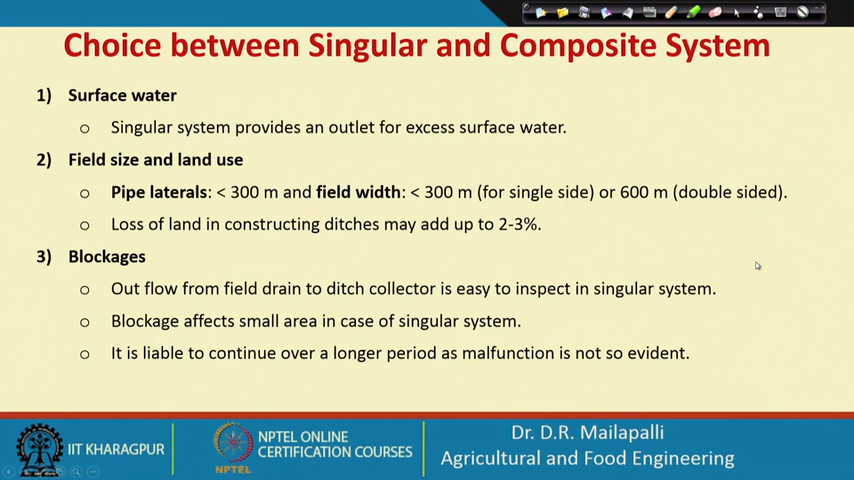 Choice between Singular and Composite System
1) Surface water
o Singular system provides an outlet for excess surface water.
2) Field size and land use
o Pipe laterals: < 300 m and field width: < 300 m (for single side) or 600 m (double sided).
o Loss of land in constructing ditches may add up to 2-3%.
3) Blockages
o Out flow from field drain to ditch collector is easy to inspect in singular system.
o Blockage affects small area in case of singular system.
o It is liable to continue over a longer period as malfunction is not so evident.
IIT KHARAGPUR
NPTEL
NPTEL ONLINE
CERTIFICATION COURSES
Dr. D.R. Mailapalli
Agricultural and Food Engineering